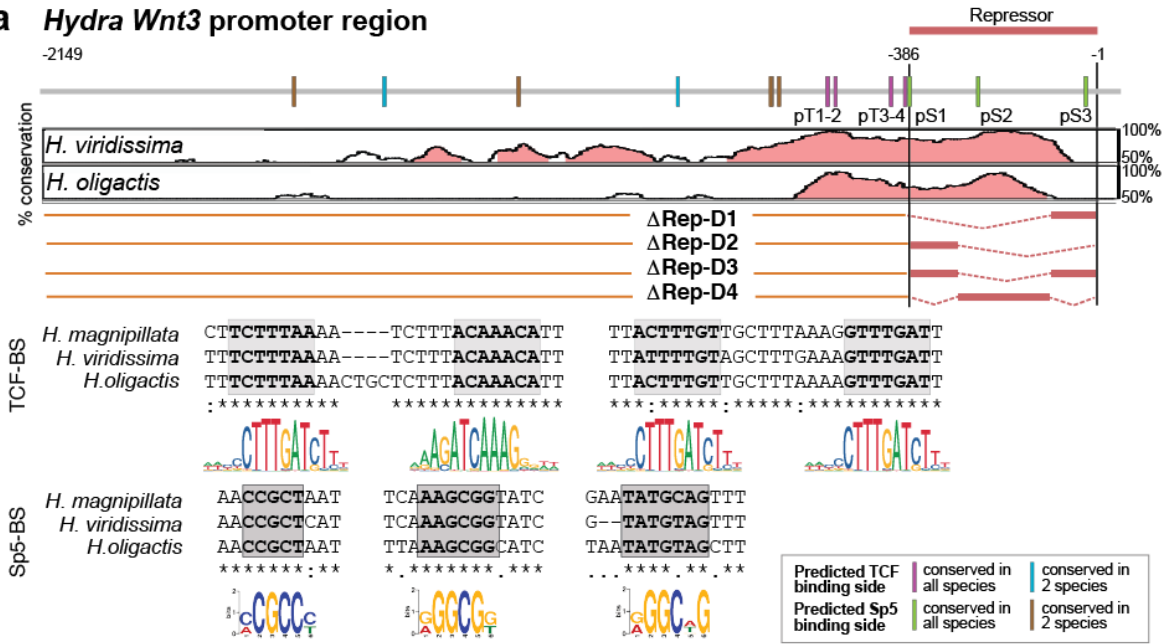 a Hydra Wnt3 promoter region
Repressor
-2149 -386 -1
pT1-2 pT3-4 pS1 pS2 pS3
% conservation
H. viridissima 100% 50%
H. oligactis 100% 50%
ΔRep-D1
ΔRep-D2
ΔRep-D3
ΔRep-D4
TCF-BS
H. magnipillata CTTCTTTAAAA----TCTTTACAAACATT TTACTTTGTTGCTTTAAAGGTTTGATT
H. viridissima TTTCTTTAAAA----TCTTTACAAACATT TTATTTTGTAGCTTTGAAAGTTTGATT
H.oligactis TTTCTTTAAAACTGCTCTTTACAAACATT TTACTTTGTTGCTTTAAAAGTTTGATT
:********** ************** ***:*****:******:********
Sp5-BS
H. magnipillata AACCGCTAAT TCAAAGCGGTATC GAATATGCAGTTT
H. viridissima AACCGCTCAT TCAAAGCGGTATC G--TATGTAGTTT
H.oligactis AACCGCTAAT TTAAAGCGGCATC TAATATGTAGCTT
*******:** *.*******.*** ...****.**.**
Predicted TCF binding side conserved in all species conserved in 2 species
Predicted Sp5 binding side conserved in all species conserved in 2 species